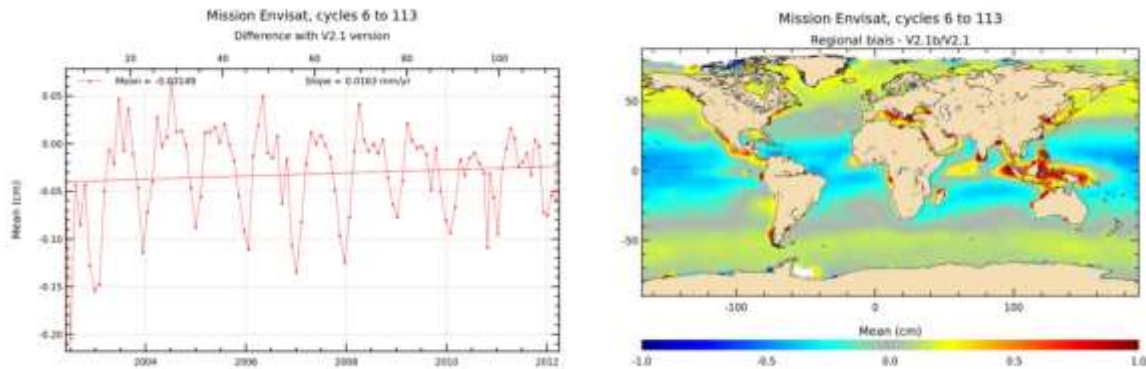 Mission Envisat, cycles 6 to 113
Difference with V2.1 version
20 40 60 80 100
Mean = -0.03149 Slope = 0.0163 mm/yr
0.05
0.00
-0.05
-0.10
-0.15
-0.20
Mean (cm)
2004 2006 2008 2010 2012
Mission Envisat, cycles 6 to 113
Regional biais - V2.1b/V2.1
50
0
-50
-100 0 100
Mean (cm)
-1.0 -0.5 0.0 0.5 1.0